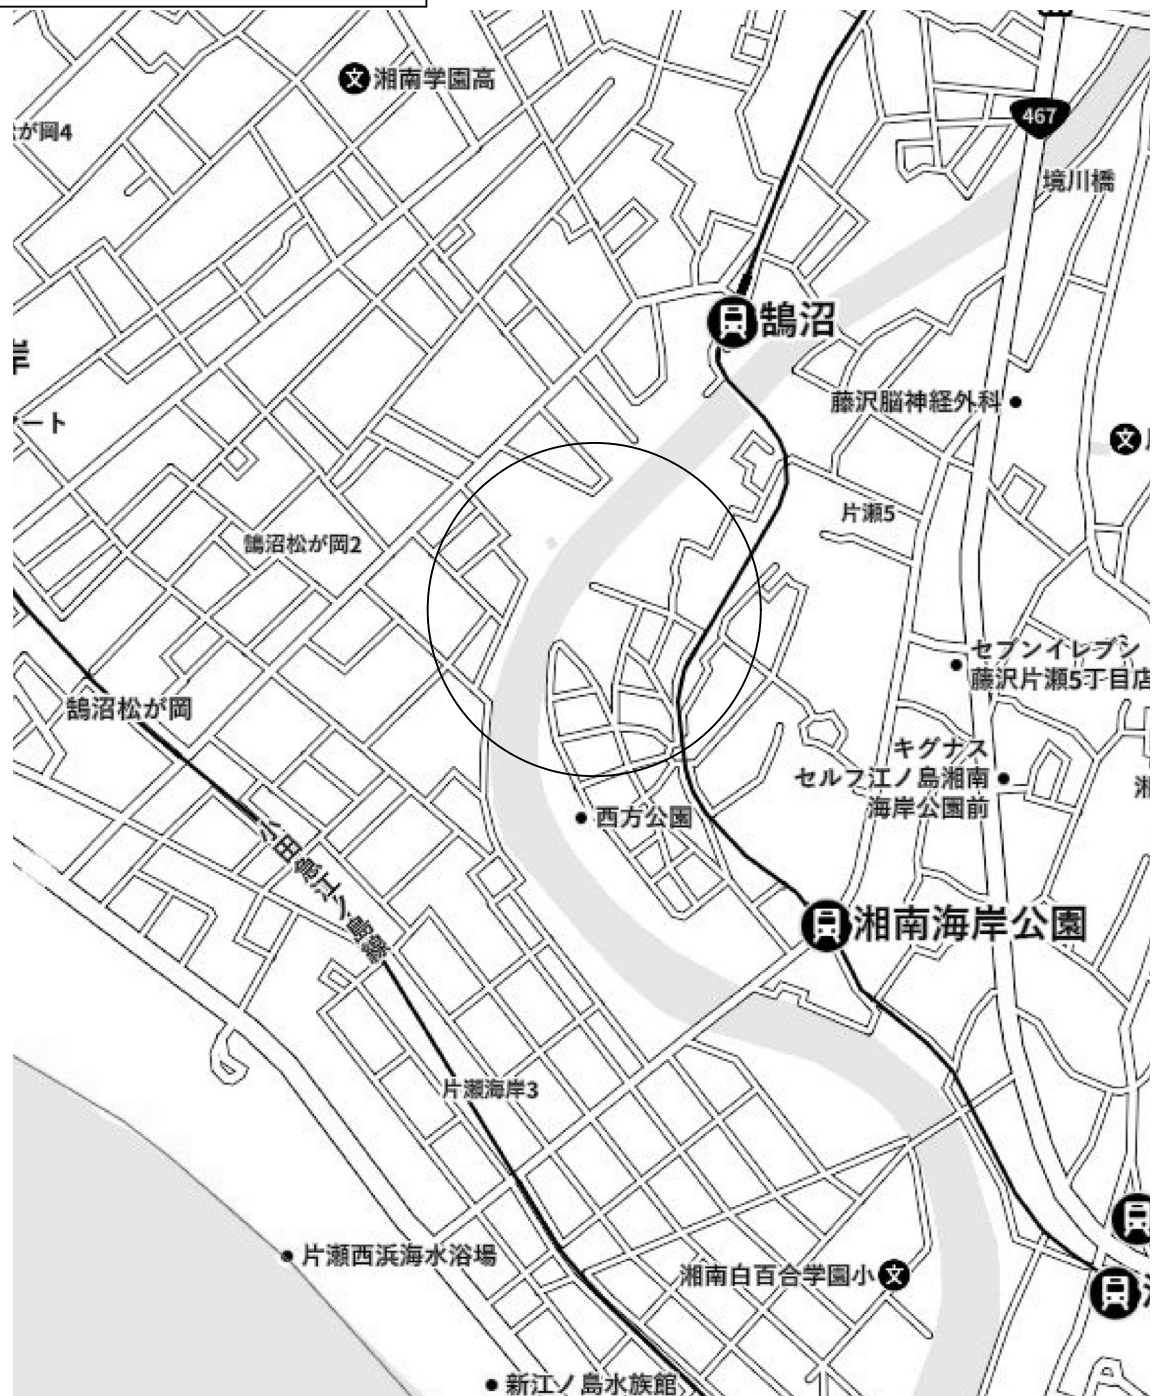 湘南学園高
が岡4
467
境川橋
鵠沼
岸
ート
藤沢脳神経外科
片瀬5
鵠沼松が岡2
セブンイレブン
藤沢片瀬5丁目店
鵠沼松が岡
キグナス
セルフ江ノ島湘南
海岸公園前
湘
西方公園
小田急江ノ島線
湘南海岸公園
片瀬海岸3
片瀬西浜海水浴場
湘南白百合学園小
新江ノ島水族館